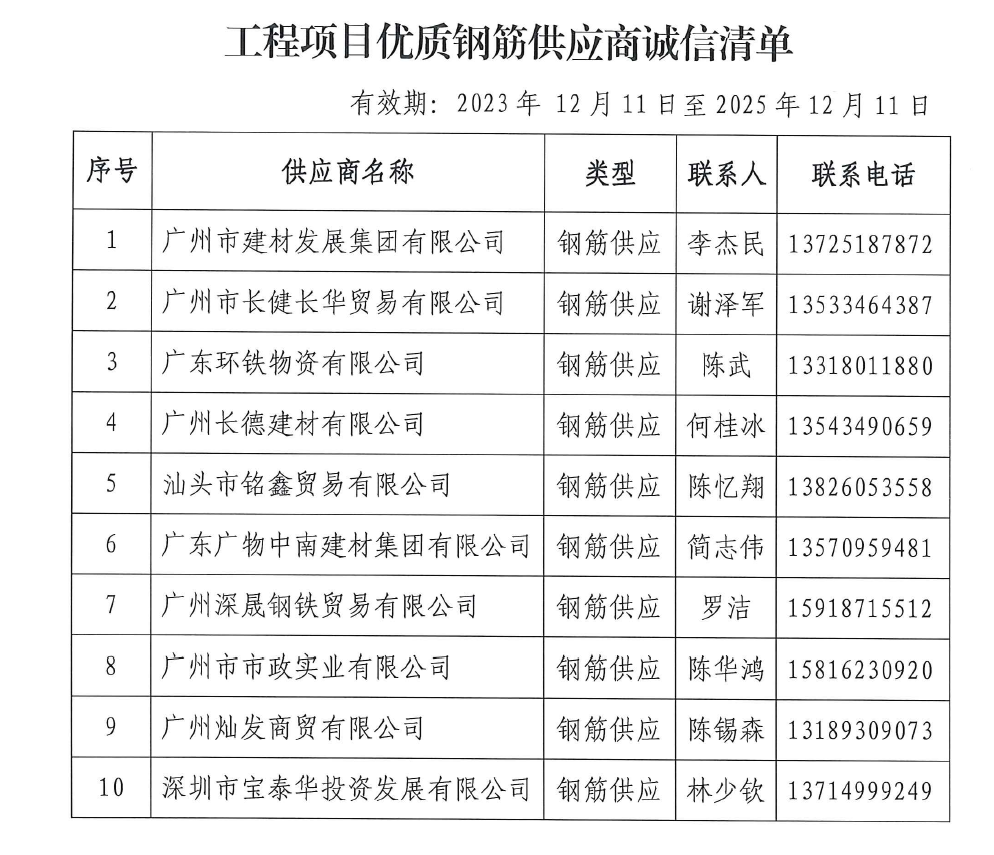 工程项目优质钢筋供应商诚信清单
有效期：2023年 12月11日至2025年12月11日
序号 供应商名称 类型 联系人 联系电话
1 广州市建材发展集团有限公司 钢筋供应 李杰民 13725187872
2 广州市长健长华贸易有限公司 钢筋供应 谢泽军 13533464387
3 广东环铁物资有限公司 钢筋供应 陈武 13318011880
4 广州长德建材有限公司 钢筋供应 何桂冰 13543490659
5 汕头市铭鑫贸易有限公司 钢筋供应 陈忆翔 13826053558
6 广东广物中南建材集团有限公司 钢筋供应 简志伟 13570959481
7 广州深晟钢铁贸易有限公司 钢筋供应 罗洁 15918715512
8 广州市市政实业有限公司 钢筋供应 陈华鸿 15816230920
9 广州灿发商贸有限公司 钢筋供应 陈锡森 13189309073
10 深圳市宝泰华投资发展有限公司 钢筋供应 林少钦 13714999249